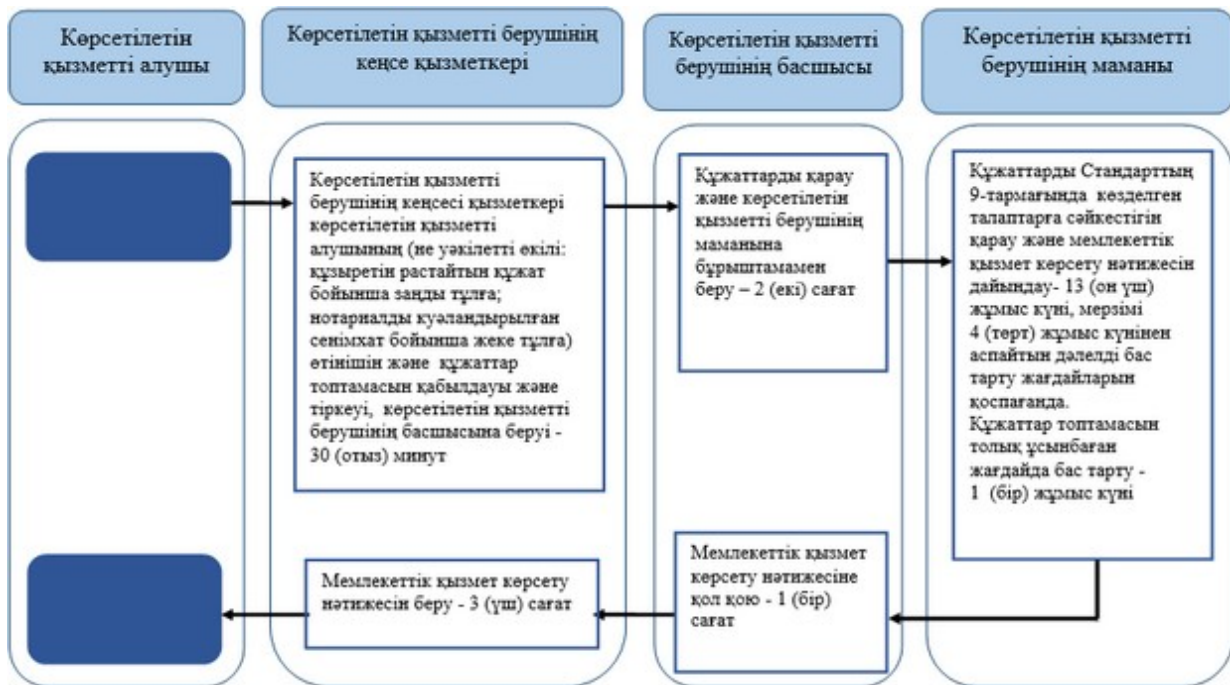 Көрсетілетін
қызметті алушы
Көрсетілетін қызметті берушінің
кеңсе қызметкері
Көрсетілетін қызметті
берушінің басшысы
Көрсетілетін қызметті
берушінің маманы
Көрсетілетін қызметті
берушінің кеңсесі қызметкері
көрсетілетін қызметті
алушының (не уәкілетті өкілі:
құзыретін растайтын құжат
бойынша заңды тұлға;
нотариалды куәландырылған
сенімхат бойынша жеке тұлға)
өтінішін және құжаттар
топтамасын қабылдауы және
тіркеуі, көрсетілетін қызметті
берушінің басшысына беруі -
30 (отыз) минут
Құжаттарды қарау
және көрсетілетін
қызметті берушінің
маманына
бұрыштамамен
беру – 2 (екі) сағат
Құжаттарды Стандарттың
9-тармағында көзделген
талаптарға сәйкестігін
қарау және мемлекеттік
қызмет көрсету нәтижесін
дайындау- 13 (он үш)
жұмыс күні, мерзімі
4 (төрт) жұмыс күнінен
аспайтын дәлелді бас
тарту жағдайларын
қоспағанда.
Құжаттар топтамасын
толық ұсынбаған
жағдайда бас тарту -
1 (бір) жұмыс күні
Мемлекеттік қызмет
көрсету нәтижесіне
қол қою - 1 (бір)
сағат
Мемлекеттік қызмет көрсету
нәтижесін беру - 3 (үш) сағат